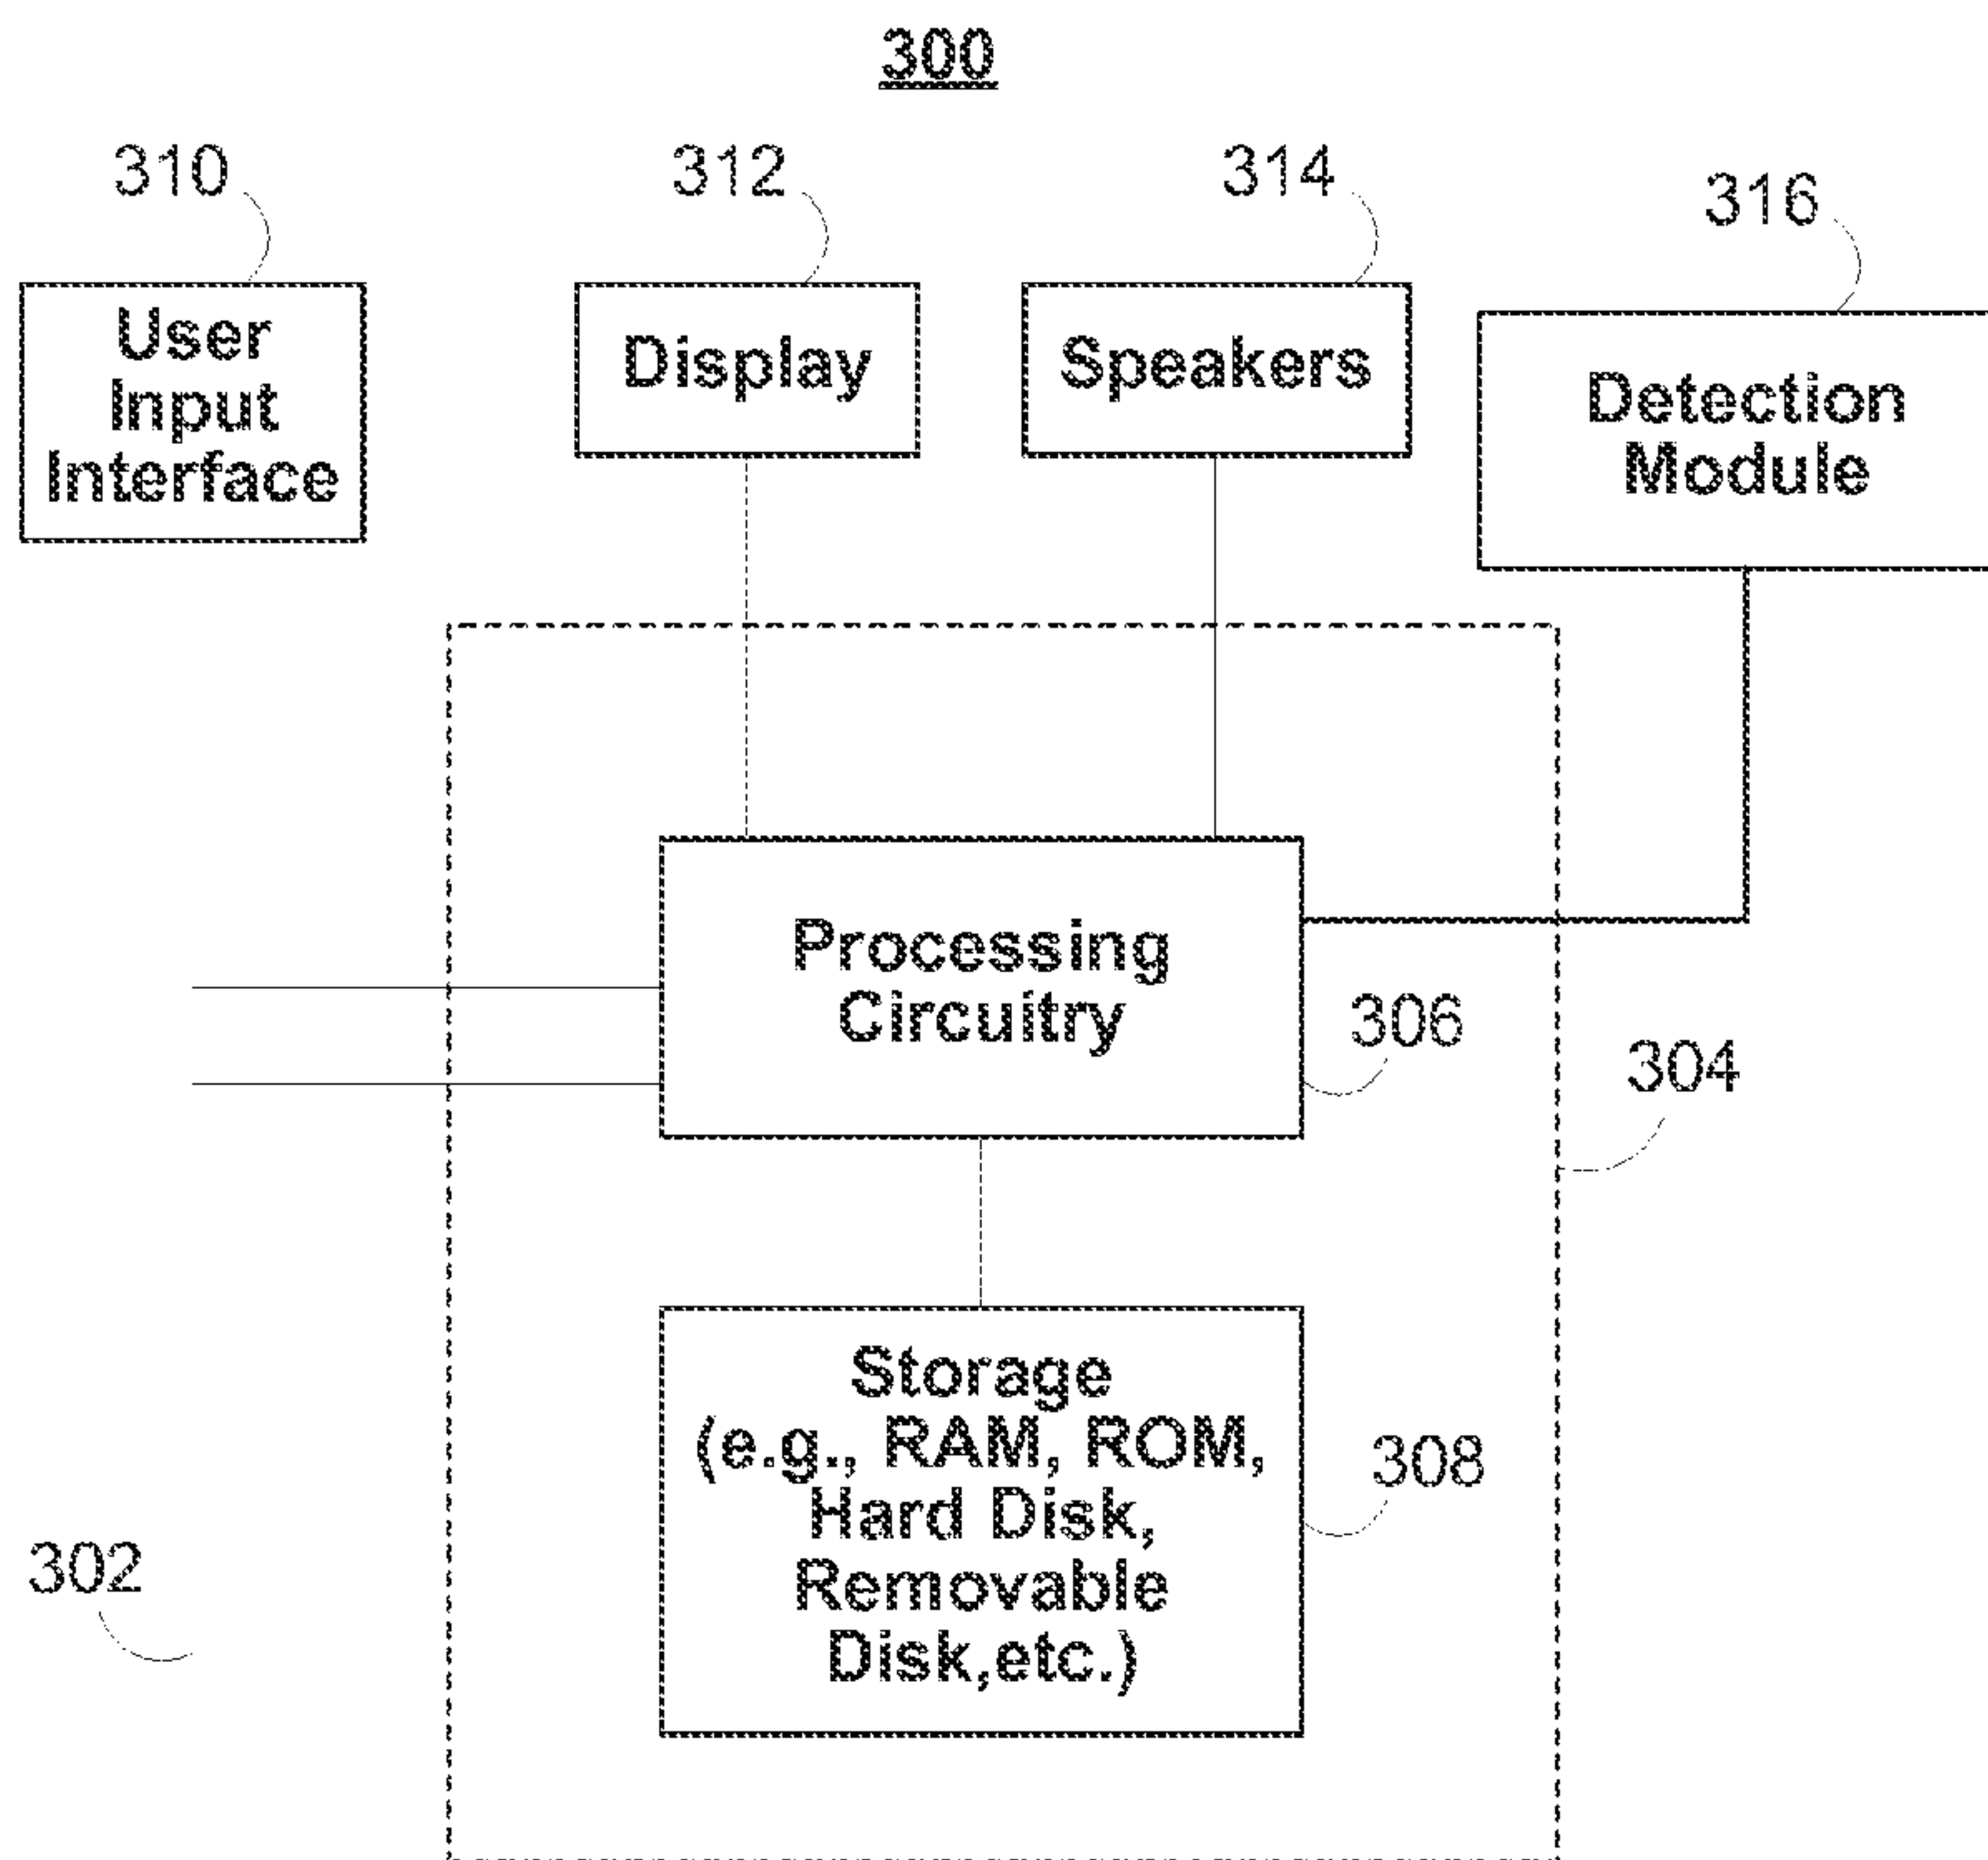 300
310
312
314
316
User
Input
Interface
Display
Speakers
Detection
Module
Processing
Circuitry
306
304
Storage
(e.g., RAM, ROM,
Hard Disk,
Removable
Disk,etc.)
308
302